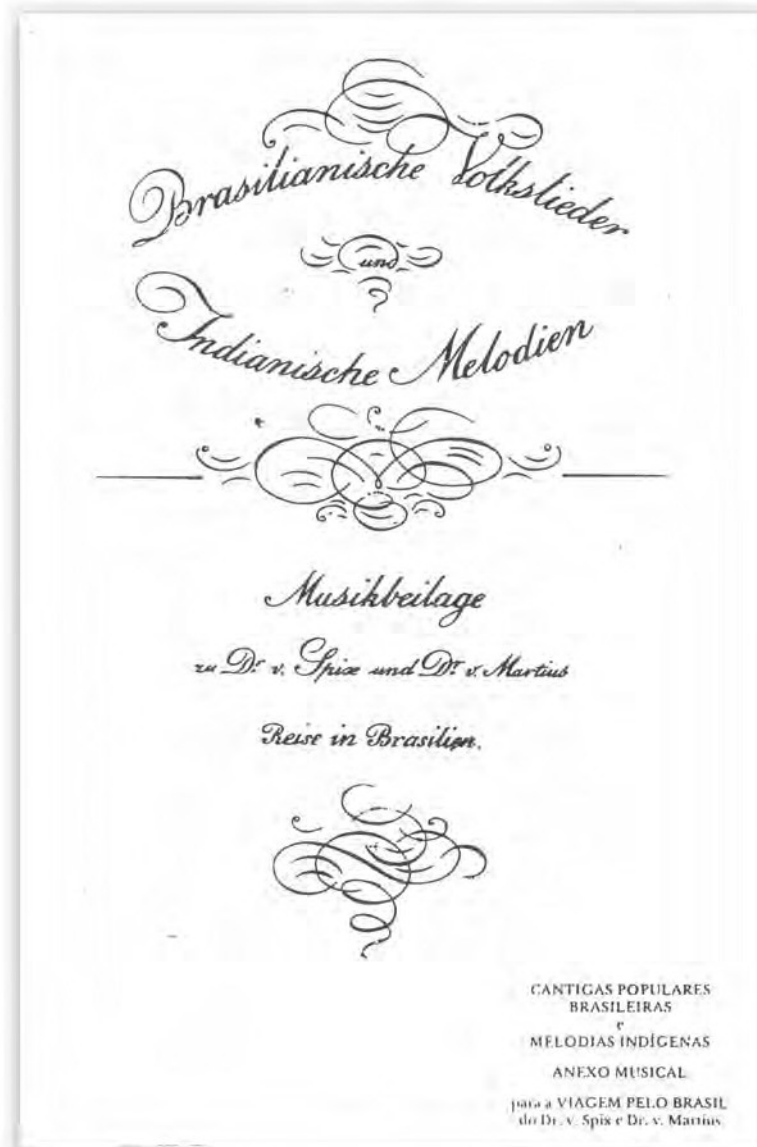 Brasilianische Volkslieder
und
Indianische Melodien
Musikbeilage
zu Dr v. Spix und Dr v. Martius
Reise in Brasilien.
CANTIGAS POPULARES
BRASILEIRAS
e
MELODIAS INDÍGENAS
ANEXO MUSICAL
para a VIAGEM PELO BRASIL
do Dr. v. Spix e Dr. v. Martius